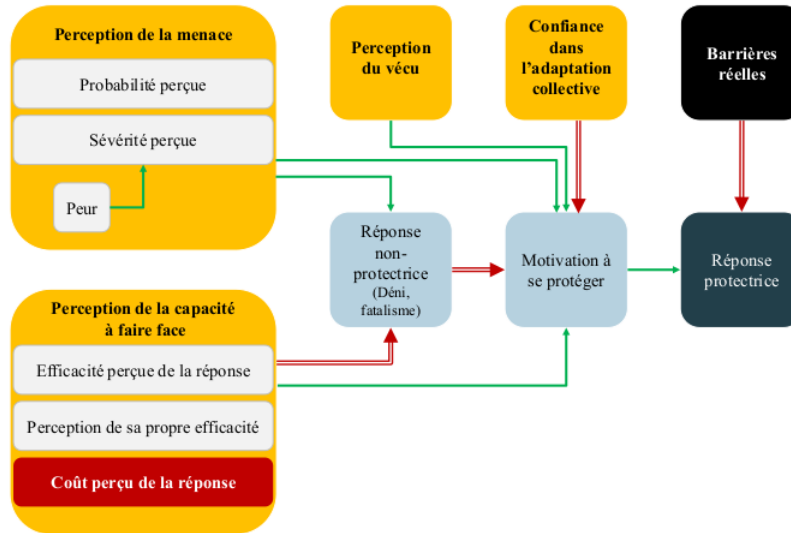 Perception de la menace
Probabilité perçue
Sévérité perçue
Peur
Perception
du vécu
Confiance
dans
l'adaptation
collective
Barrières
réelles
Réponse
non-
protectrice
(Déni,
fatalisme)
Motivation à
se protéger
Réponse
protectrice
Perception de la capacité
à faire face
Efficacité perçue de la réponse
Perception de sa propre efficacité
Coût perçu de la réponse